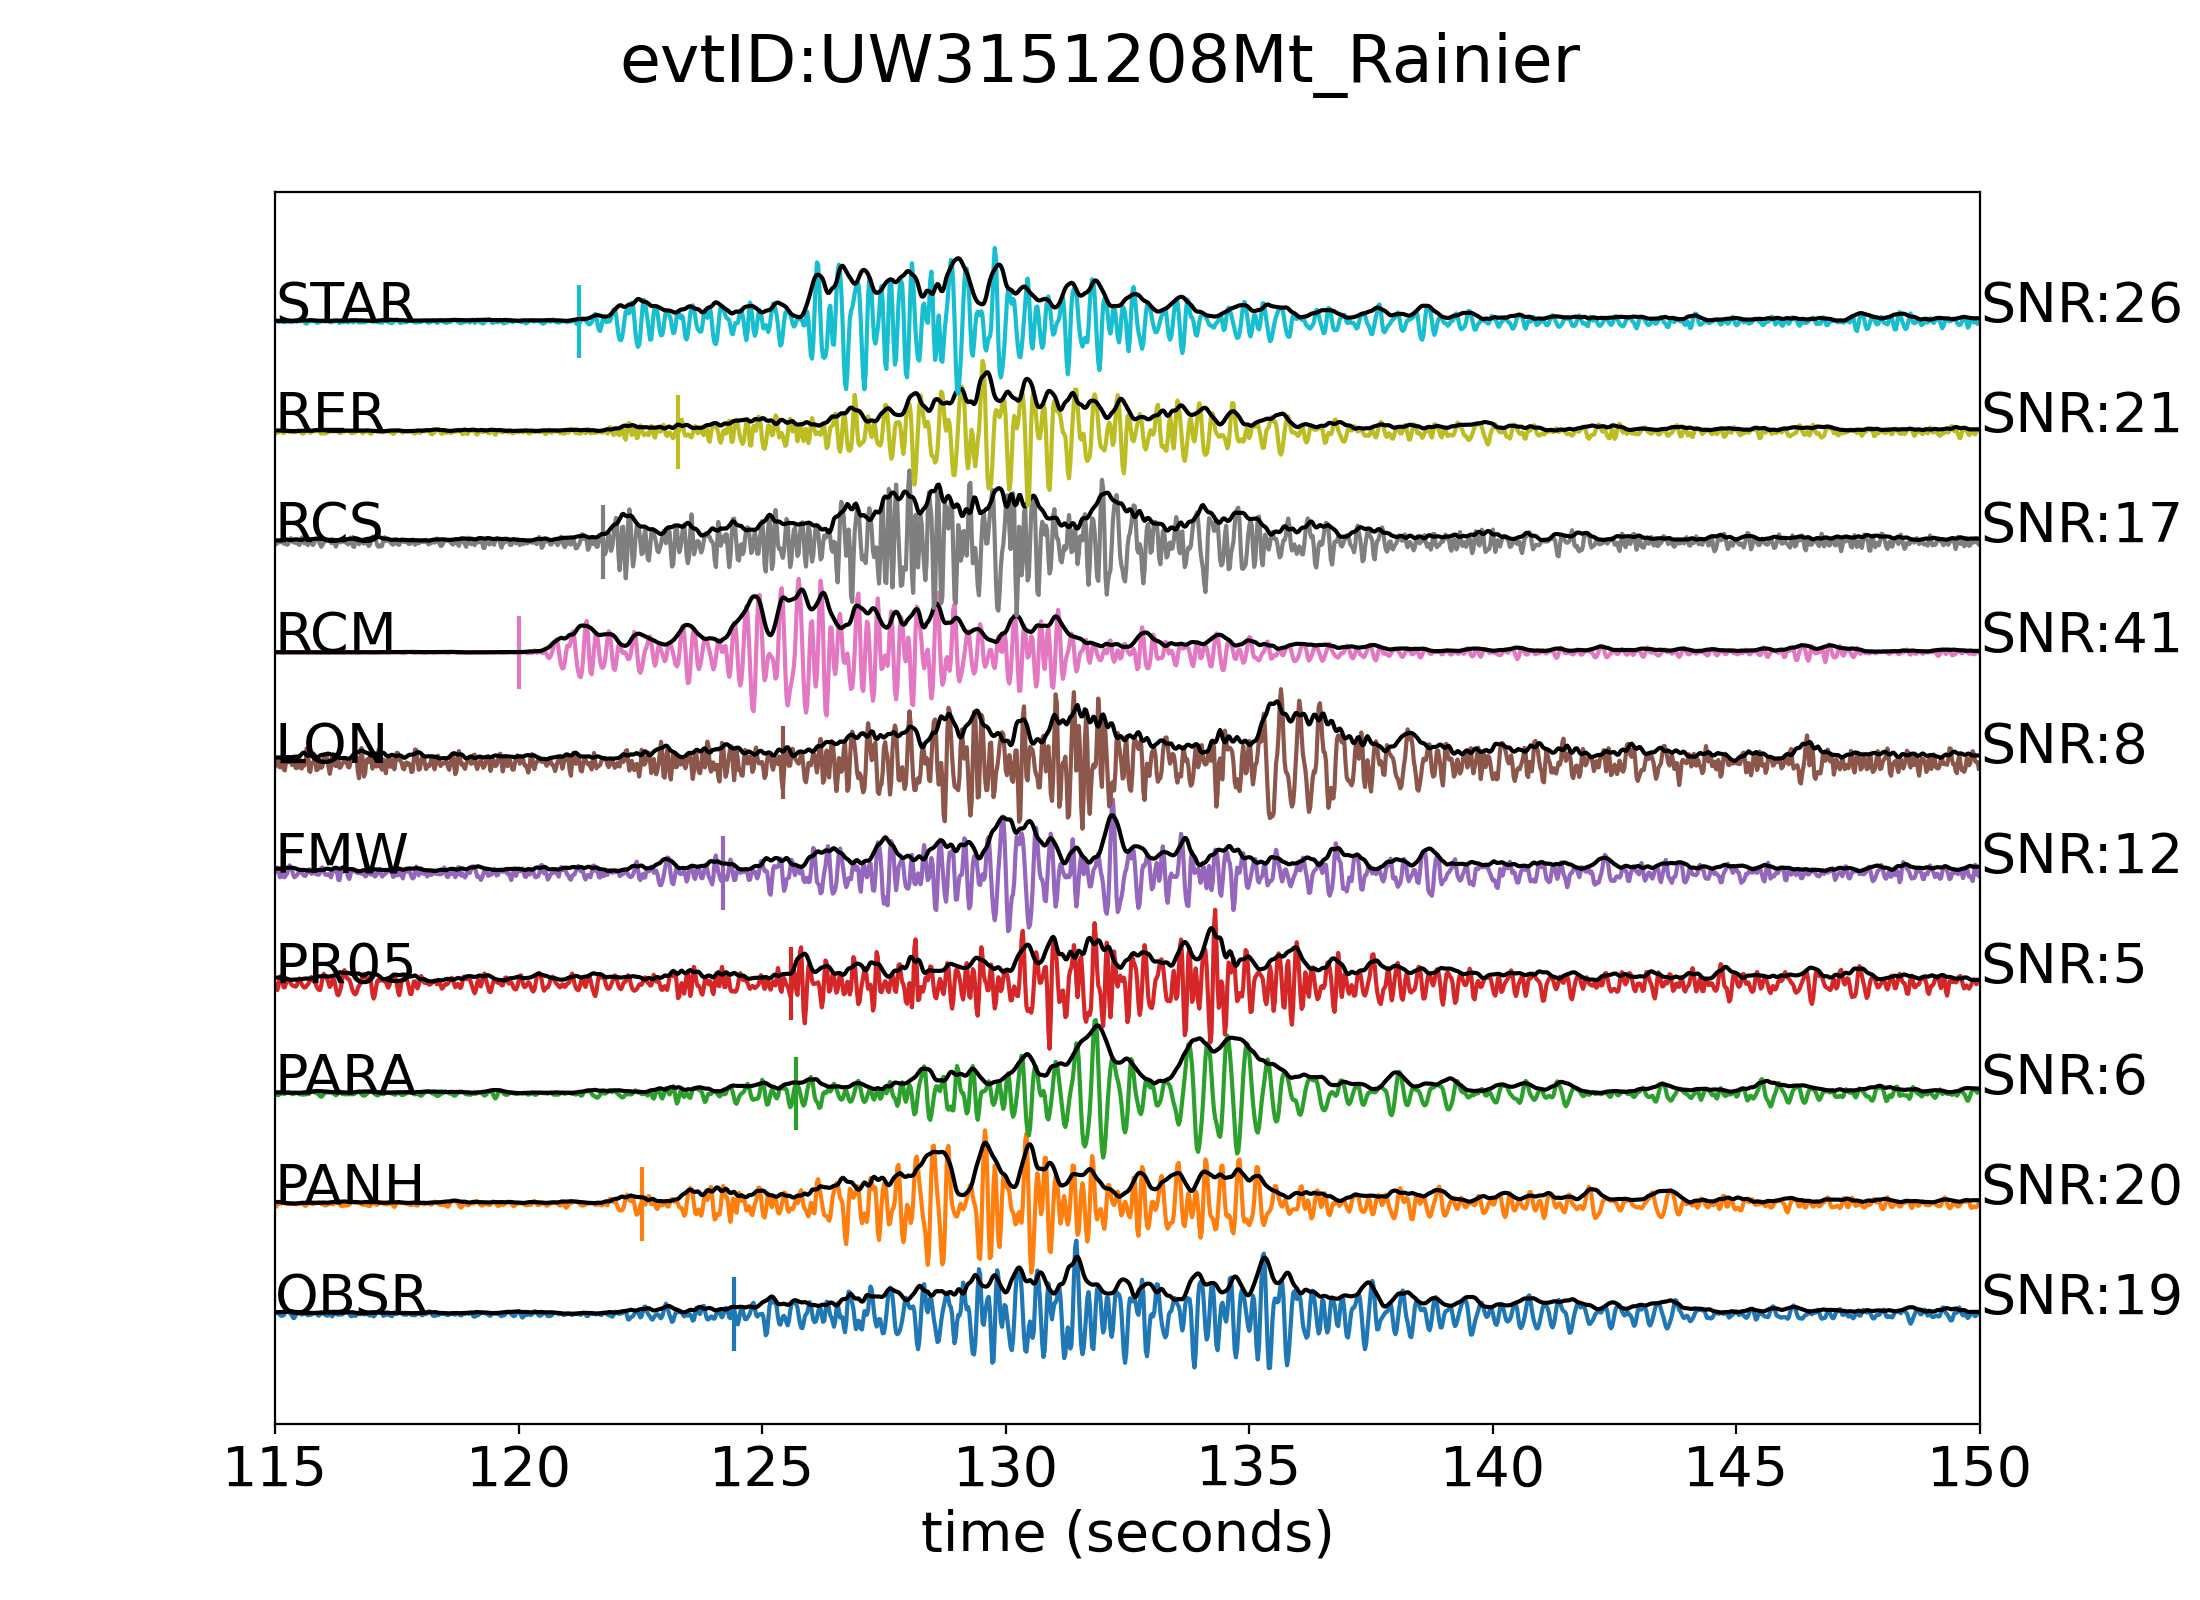 evtID:UW3151208Mt_Rainier
STAR SNR:26
RER SNR:21
RCS SNR:17
RCM SNR:41
LON SNR:8
FMW SNR:12
PR05 SNR:5
PARA SNR:6
PANH SNR:20
OBSR SNR:19
115 120 125 130 135 140 145 150
time (seconds)